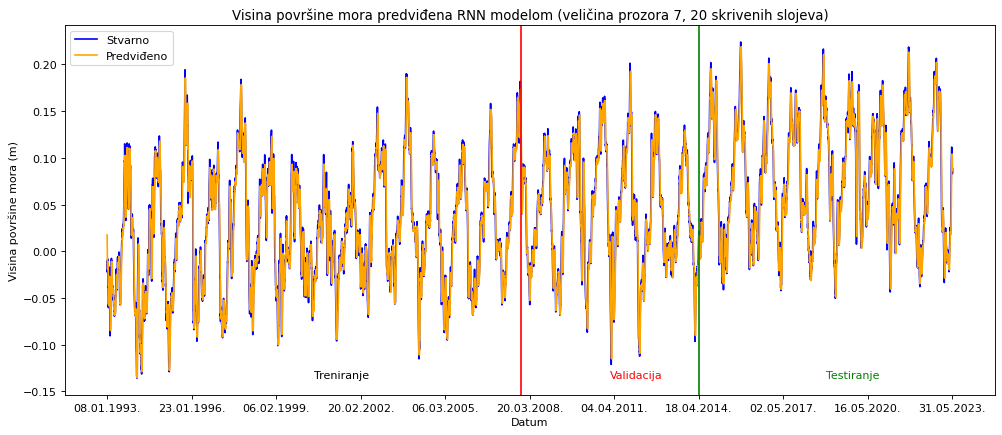 Visina površine mora predviđena RNN modelom (veličina prozora 7, 20 skrivenih slojeva)
Stvarno
Predviđeno
0.20
0.15
0.10
0.05
0.00
−0.05
−0.10
−0.15
Visina površine mora (m)
Treniranje
Validacija
Testiranje
08.01.1993. 23.01.1996. 06.02.1999. 20.02.2002. 06.03.2005. 20.03.2008. 04.04.2011. 18.04.2014. 02.05.2017. 16.05.2020. 31.05.2023.
Datum